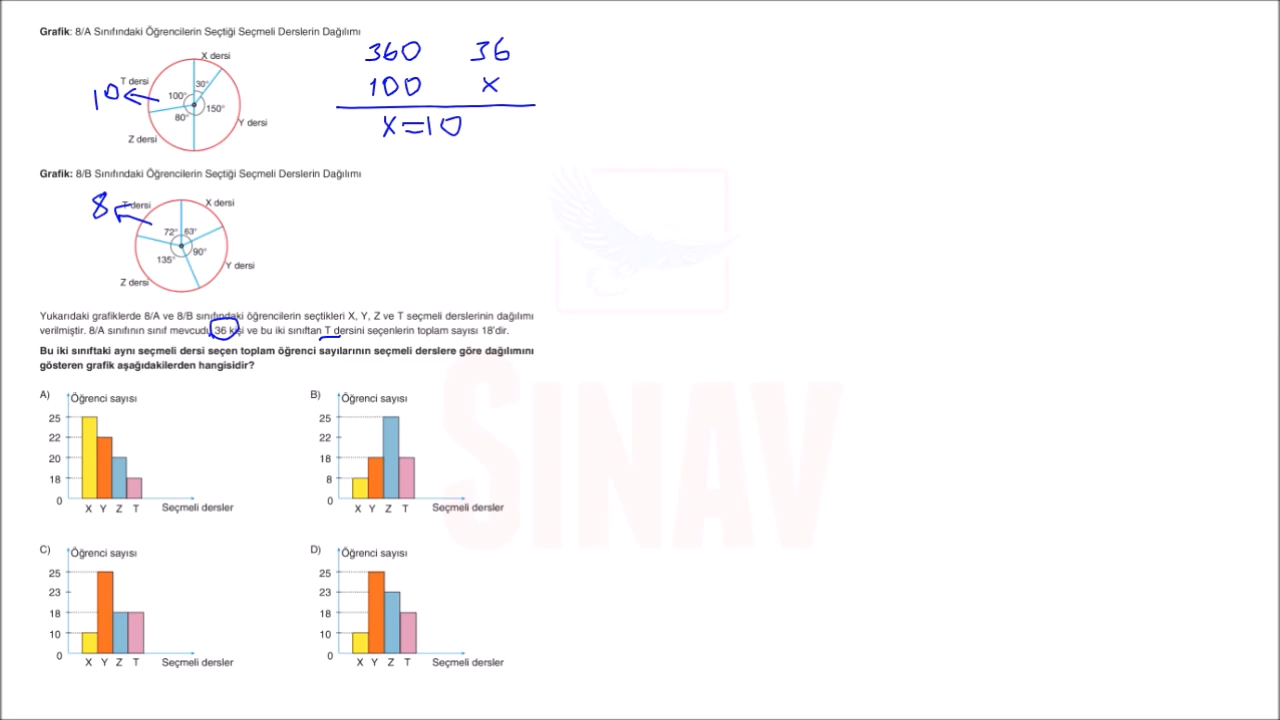 Grafik: 8/A Sınıfındaki Öğrencilerin Seçtiği Seçmeli Derslerin Dağılımı
X dersi
T dersi
30°
100°
150°
80°
Y dersi
Z dersi
10
360 36
100 x
x=10
Grafik: 8/B Sınıfındaki Öğrencilerin Seçtiği Seçmeli Derslerin Dağılımı
8
T dersi
X dersi
72° 63°
90°
135°
Y dersi
Z dersi
Yukarıdaki grafiklerde 8/A ve 8/B sınıfındaki öğrencilerin seçtikleri X, Y, Z ve T seçmeli derslerinin dağılımı
verilmiştir. 8/A sınıfının sınıf mevcudu 36 kişi ve bu iki sınıftan T dersini seçenlerin toplam sayısı 18'dir.
Bu iki sınıftaki aynı seçmeli dersi seçen toplam öğrenci sayılarının seçmeli derslere göre dağılımını
gösteren grafik aşağıdakilerden hangisidir?
A) Öğrenci sayısı
25
22
20
18
0
X Y Z T Seçmeli dersler
B) Öğrenci sayısı
25
22
18
8
0
X Y Z T Seçmeli dersler
C) Öğrenci sayısı
25
23
18
10
0
X Y Z T Seçmeli dersler
D) Öğrenci sayısı
25
23
18
10
0
X Y Z T Seçmeli dersler
SINAV